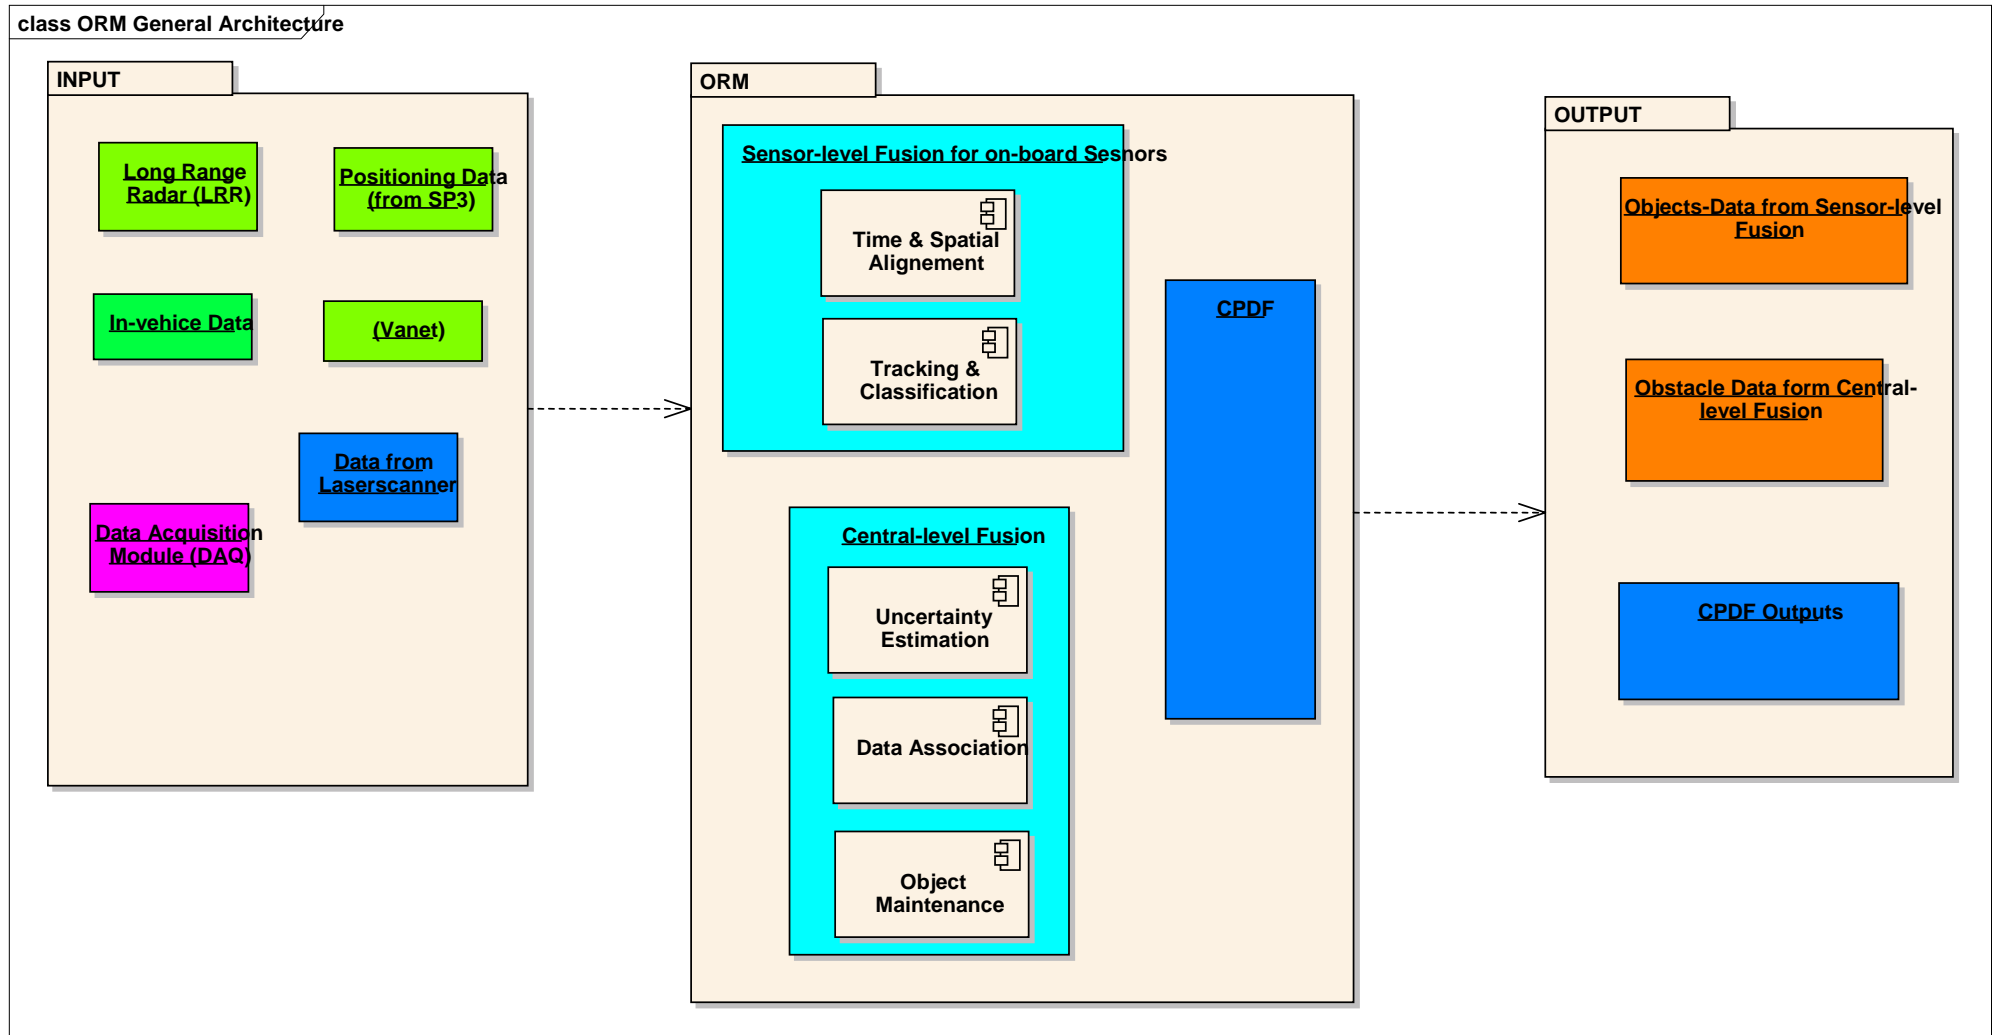 class ORM General Architecture
INPUT
Long Range
Radar (LRR)
Positioning Data
(from SP3)
In-vehice Data
(Vanet)
Data from
Laserscanner
Data Acquisition
Module (DAQ)
ORM
Sensor-level Fusion for on-board Sesnors
Time & Spatial
Alignement
Tracking &
Classification
CPDF
Central-level Fusion
Uncertainty
Estimation
Data Association
Object
Maintenance
OUTPUT
Objects-Data from Sensor-level
Fusion
Obstacle Data form Central-
level Fusion
CPDF Outputs